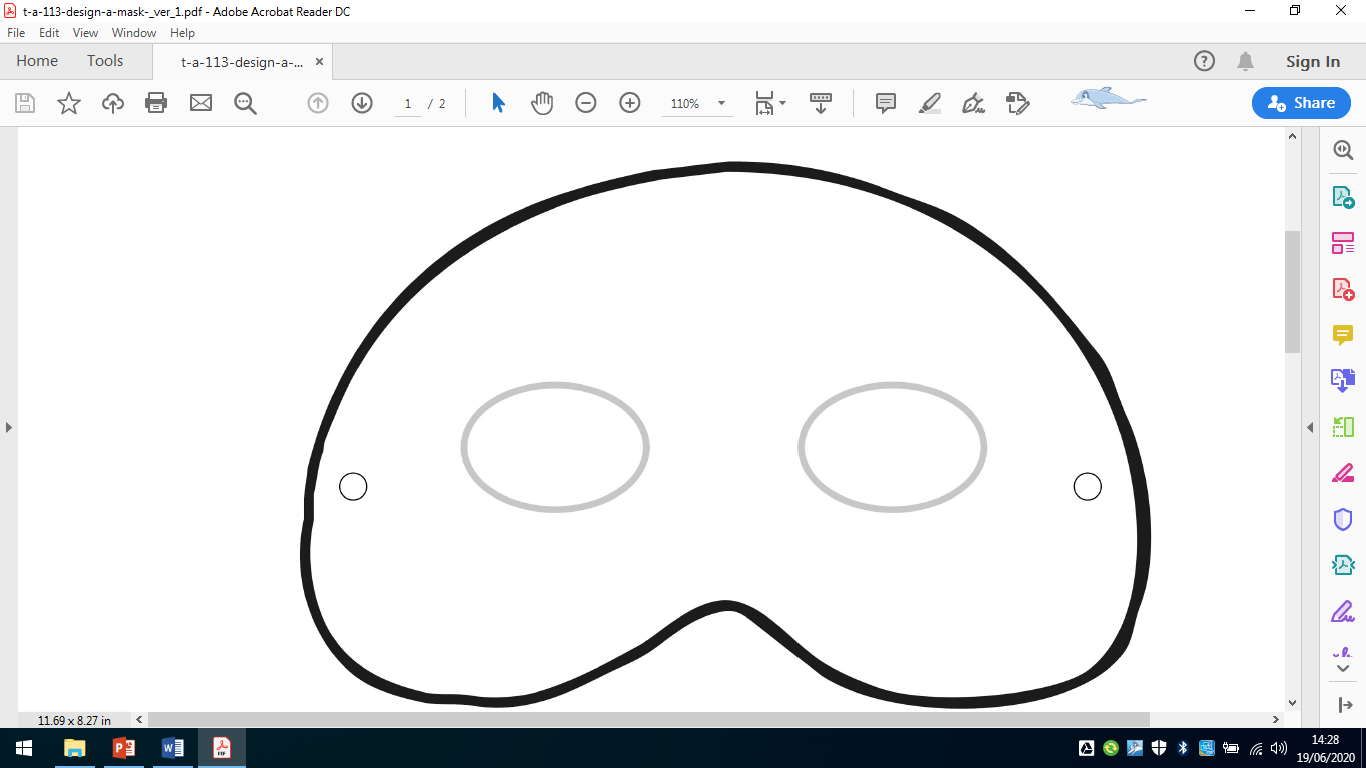 t-a-113-design-a-mask-_ver_1.pdf - Adobe Acrobat Reader DC
File Edit View Window Help
Home Tools t-a-113-design-a-... × Sign In
1 / 2 110% Share
11.69 x 8.27 in
14:28
19/06/2020